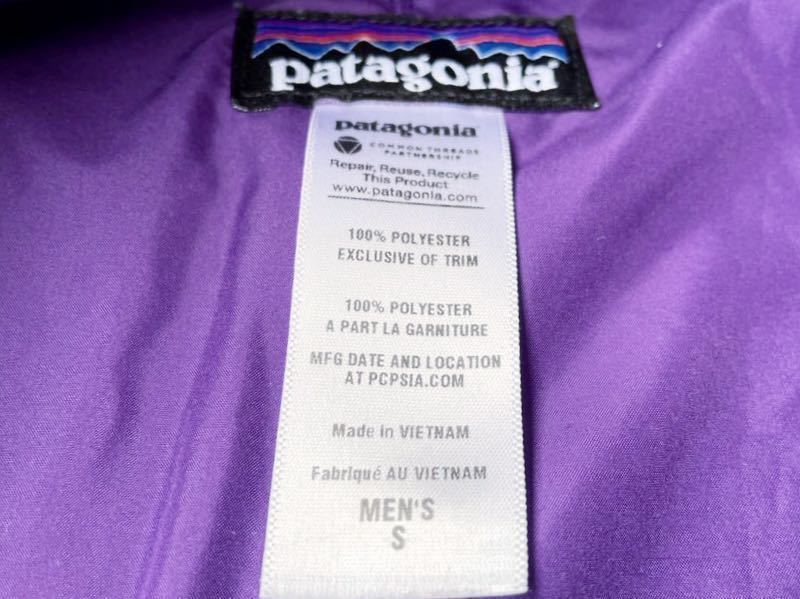 patagonia
patagonia
COMMON THREADS
PARTNERSHIP
Repair, Reuse, Recycle
This Product
www.patagonia.com
100% POLYESTER
EXCLUSIVE OF TRIM
100% POLYESTER
A PART LA GARNITURE
MFG DATE AND LOCATION
AT PCPSIA.COM
Made in VIETNAM
Fabriqué AU VIETNAM
MEN'S
S